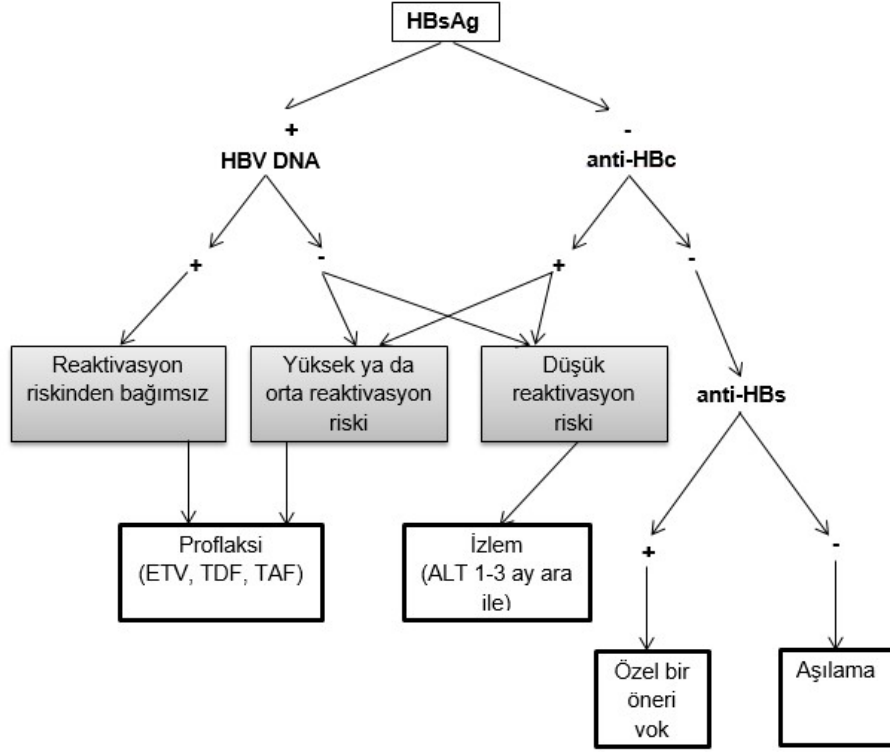 HBsAg
+
-
HBV DNA
anti-HBc
+
-
+
-
Reaktivasyon
riskinden bağımsız
Yüksek ya da
orta reaktivasyon
riski
Düşük
reaktivasyon
riski
anti-HBs
Proflaksi
(ETV, TDF, TAF)
İzlem
(ALT 1-3 ay ara
ile)
+
-
Özel bir
öneri
yok
Aşılama